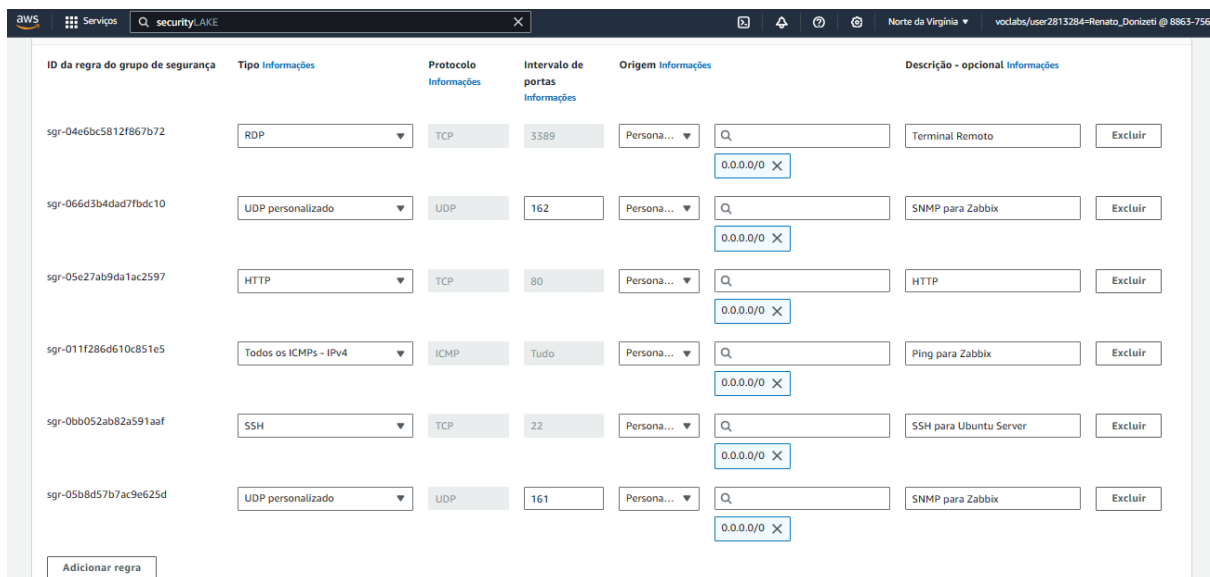 aws Serviços securityLAKE Norte da Virgínia voclabs/user2813284=Renato_Donizeti @ 8863-756
ID da regra do grupo de segurança Tipo Informações Protocolo Informações Intervalo de portas Informações Origem Informações Descrição - opcional Informações
sgr-04e6bc5812f867b72 RDP TCP 3389 Persona... Terminal Remoto Excluir
0.0.0.0/0
sgr-066d3b4dad7fbdc10 UDP personalizado UDP 162 Persona... SNMP para Zabbix Excluir
0.0.0.0/0
sgr-05e27ab9da1ac2597 HTTP TCP 80 Persona... HTTP Excluir
0.0.0.0/0
sgr-011f286d610c851e5 Todos os ICMPs - IPv4 ICMP Tudo Persona... Ping para Zabbix Excluir
0.0.0.0/0
sgr-0bb052ab82a591aaf SSH TCP 22 Persona... SSH para Ubuntu Server Excluir
0.0.0.0/0
sgr-05b8d57b7ac9e625d UDP personalizado UDP 161 Persona... SNMP para Zabbix Excluir
0.0.0.0/0
Adicionar regra